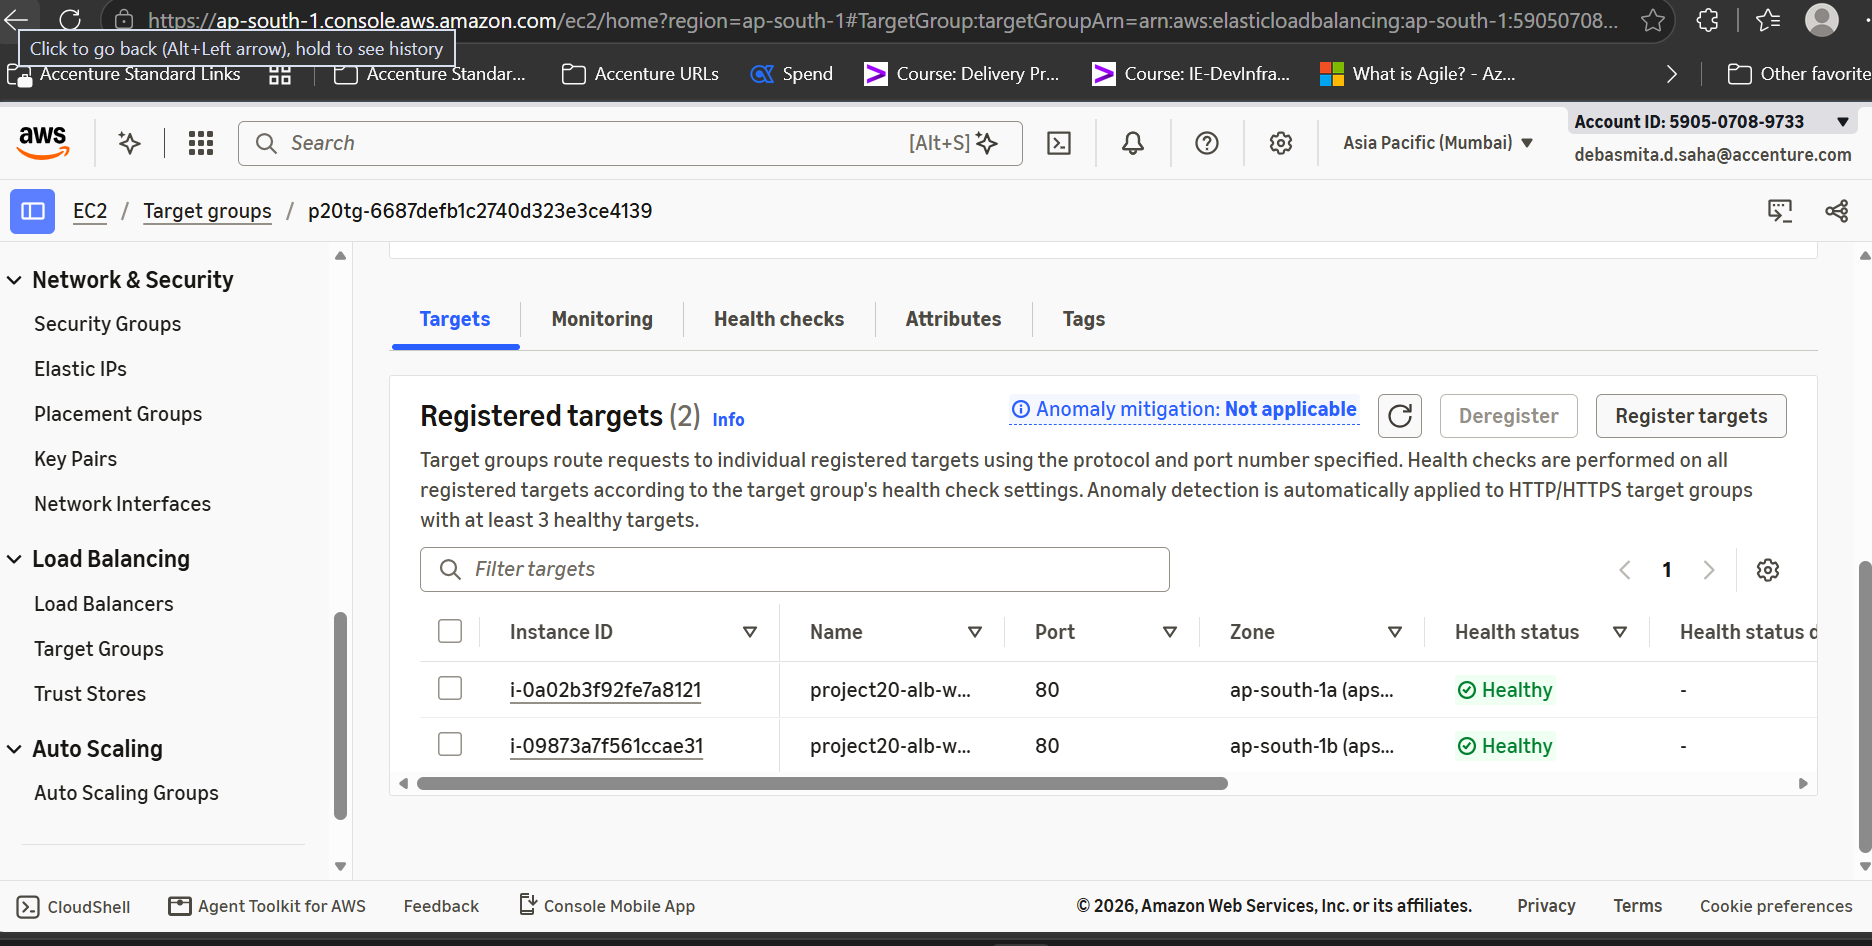 https://ap-south-1.console.aws.amazon.com/ec2/home?region=ap-south-1#TargetGroup:targetGroupArn=arn:aws:elasticloadbalancing:ap-south-1:59050708...
Click to go back (Alt+Left arrow), hold to see history
Accenture Standard Links
Accenture Standar...
Accenture URLs
Spend
Course: Delivery Pr...
Course: IE-DevInfra...
What is Agile? - Az...
Other favorite
aws
Search
[Alt+S]
Asia Pacific (Mumbai)
Account ID: 5905-0708-9733
debasmita.d.saha@accenture.com
EC2 / Target groups / p20tg-6687defb1c2740d323e3ce4139
Network & Security
Security Groups
Elastic IPs
Placement Groups
Key Pairs
Network Interfaces
Load Balancing
Load Balancers
Target Groups
Trust Stores
Auto Scaling
Auto Scaling Groups
Targets
Monitoring
Health checks
Attributes
Tags
Registered targets (2) Info
Anomaly mitigation: Not applicable
Deregister
Register targets
Target groups route requests to individual registered targets using the protocol and port number specified. Health checks are performed on all
registered targets according to the target group's health check settings. Anomaly detection is automatically applied to HTTP/HTTPS target groups
with at least 3 healthy targets.
Filter targets
1
Instance ID Name Port Zone Health status Health status d
i-0a02b3f92fe7a8121 project20-alb-w... 80 ap-south-1a (aps... Healthy -
i-09873a7f561ccae31 project20-alb-w... 80 ap-south-1b (aps... Healthy -
CloudShell
Agent Toolkit for AWS
Feedback
Console Mobile App
© 2026, Amazon Web Services, Inc. or its affiliates.
Privacy
Terms
Cookie preferences